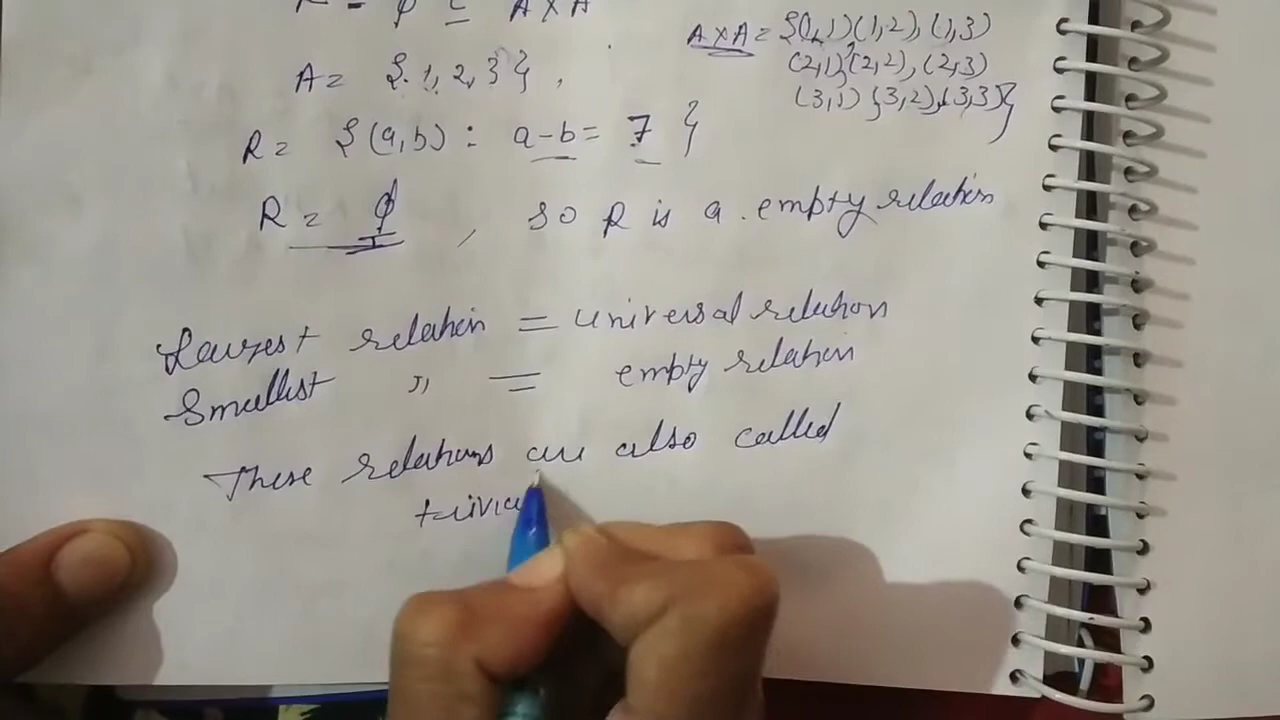 R = φ ⊆ A×A
A×A = {(1,1)(1,2),(1,3)
(2,1),(2,2),(2,3)
(3,1)(3,2),(3,3)}
A = {1,2,3},
R = {(a,b) : a-b = 7}
R = φ, so R is a empty relation
Largest relation = universal relation
Smallest " = empty relation
These relations are also called
trivia